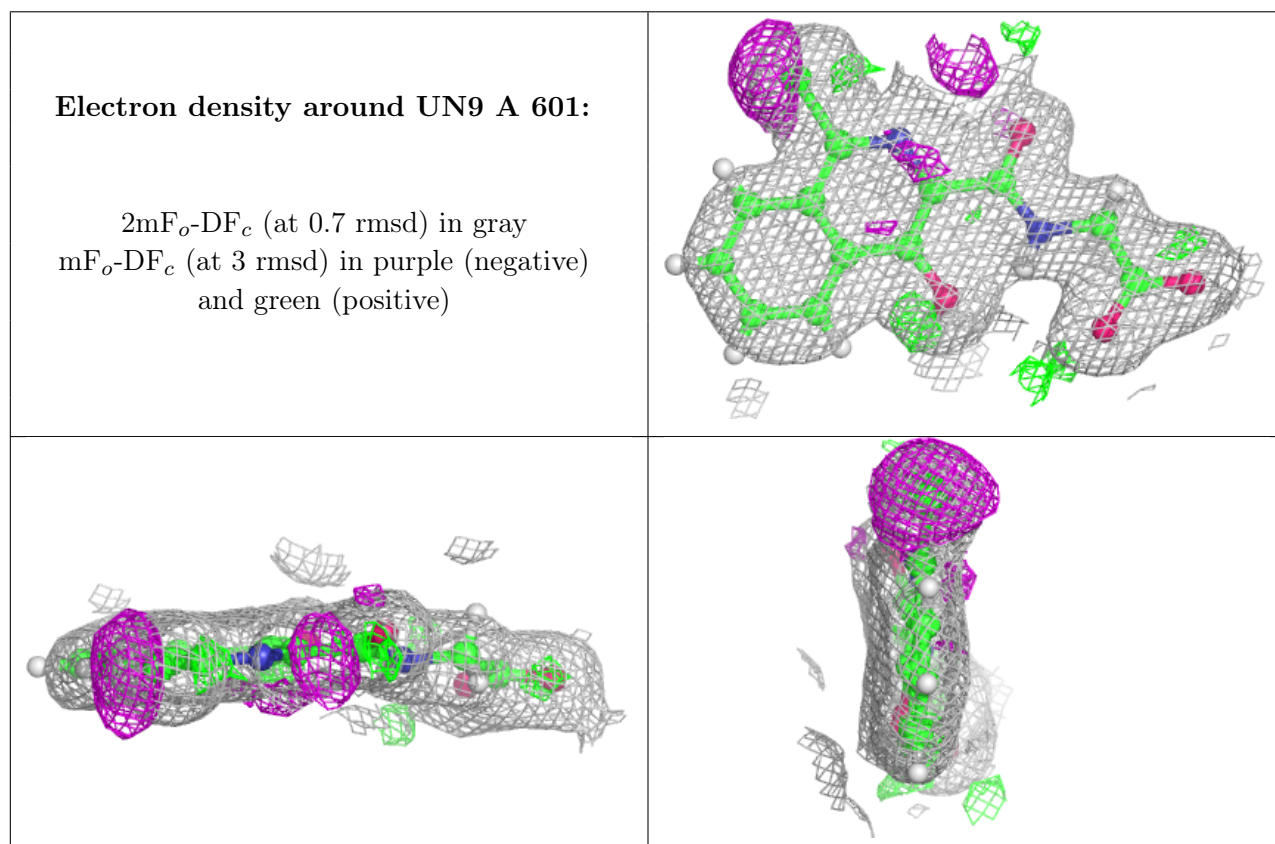 Electron density around UN9 A 601:
2mFo-DFc (at 0.7 rmsd) in gray
mFo-DFc (at 3 rmsd) in purple (negative)
and green (positive)